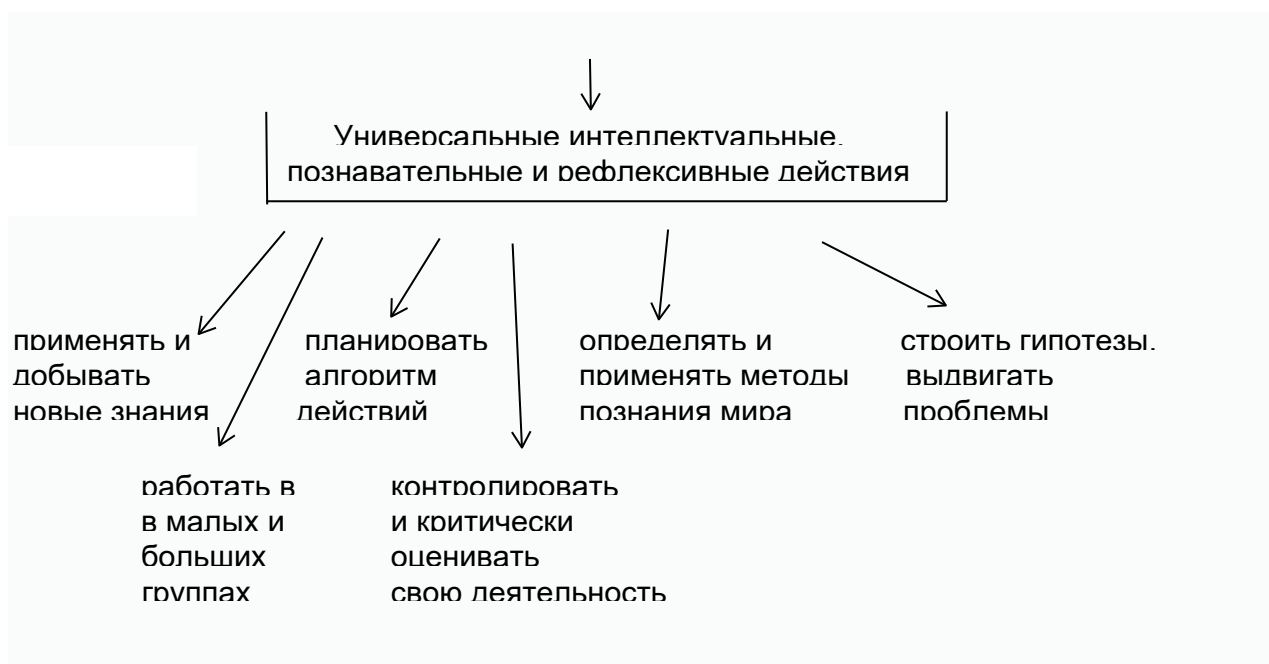 Универсальные интеллектуальные,
познавательные и рефлексивные действия
применять и
добывать
новые знания
планировать
алгоритм
действий
определять и
применять методы
познания мира
строить гипотезы,
выдвигать
проблемы
работать в
в малых и
больших
группах
контролировать
и критически
оценивать
свою деятельность